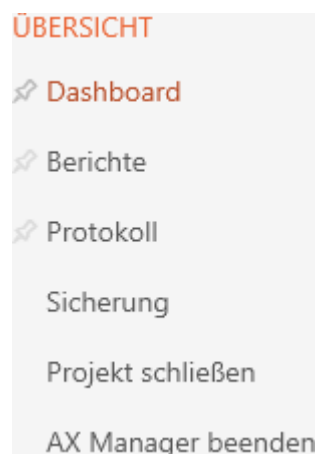 ÜBERSICHT
Dashboard
Berichte
Protokoll
Sicherung
Projekt schließen
AX Manager beenden